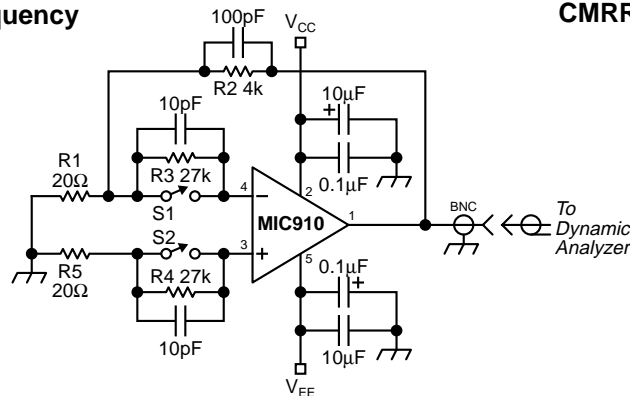 quency
CMRR
100pF
VCC
R2 4k
10pF
10µF
+
R1
20Ω
R3 27k
4
2
0.1µF
S1
−
BNC
To
Dynamic
Analyzer
MIC910
1
S2
3
+
R5
20Ω
R4 27k
5
0.1µF
+
10pF
10µF
VEE